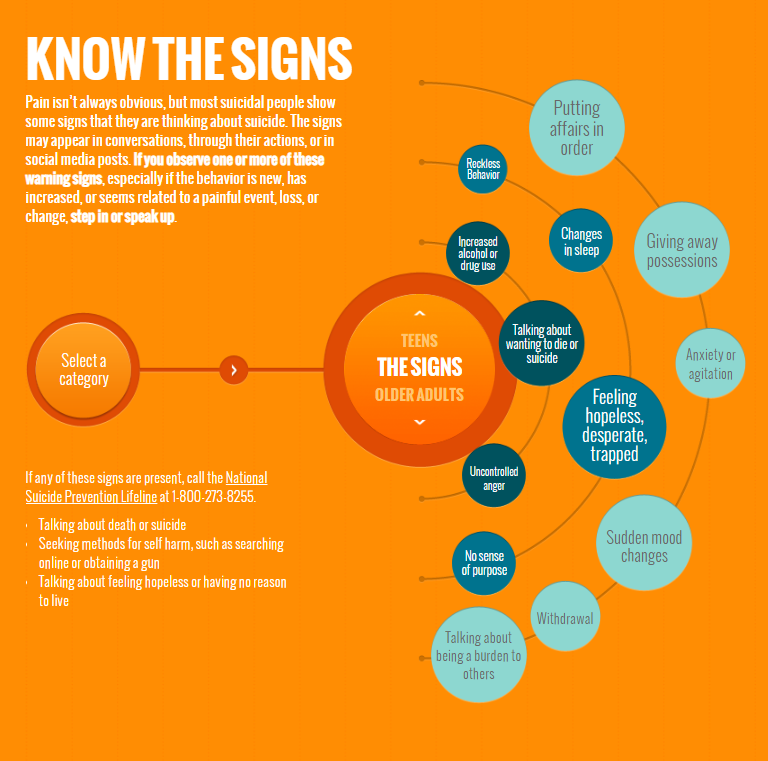 KNOW THE SIGNS
Pain isn't always obvious, but most suicidal people show
some signs that they are thinking about suicide. The signs
may appear in conversations, through their actions, or in
social media posts. If you observe one or more of these
warning signs, especially if the behavior is new, has
increased, or seems related to a painful event, loss, or
change, step in or speak up.
Select a
category
TEENS
THE SIGNS
OLDER ADULTS
Putting
affairs in
order
Reckless
Behavior
Changes
in sleep
Giving away
possessions
Increased
alcohol or
drug use
Talking about
wanting to die or
suicide
Anxiety or
agitation
Feeling
hopeless,
desperate,
trapped
Uncontrolled
anger
Sudden mood
changes
No sense
of purpose
Withdrawal
Talking about
being a burden to
others
If any of these signs are present, call the National
Suicide Prevention Lifeline at 1-800-273-8255.
· Talking about death or suicide
· Seeking methods for self harm, such as searching
online or obtaining a gun
· Talking about feeling hopeless or having no reason
to live